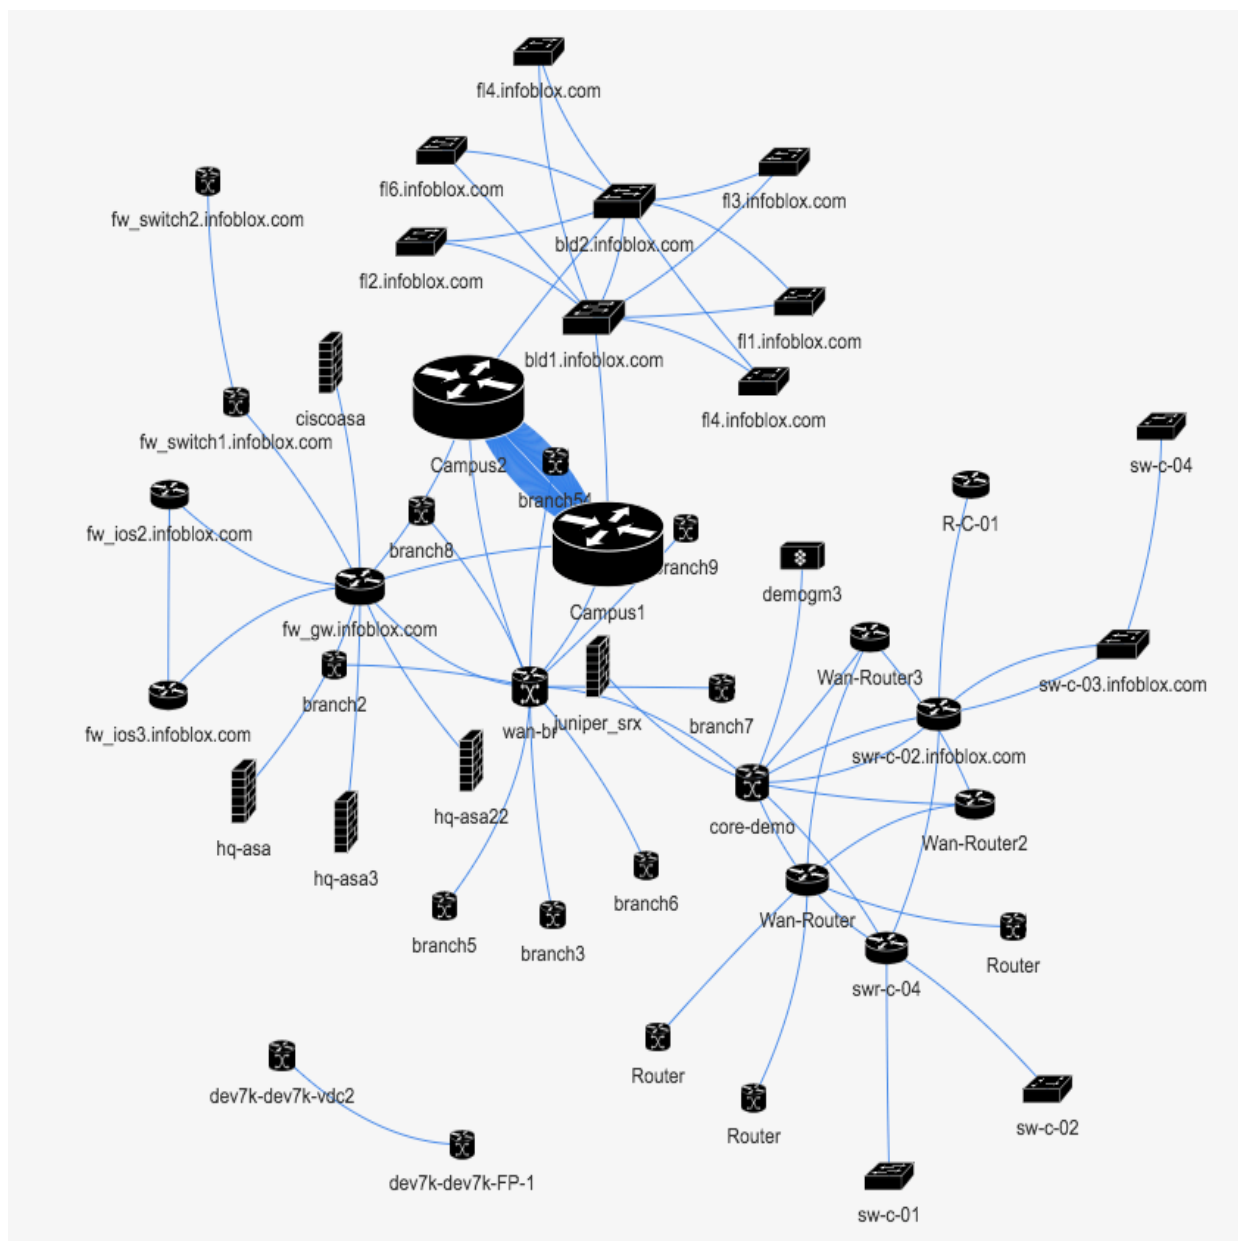 fl4.infoblox.com
fl6.infoblox.com
fl3.infoblox.com
fw_switch2.infoblox.com
bld2.infoblox.com
fl2.infoblox.com
fl1.infoblox.com
bld1.infoblox.com
ciscoasa
fl4.infoblox.com
fw_switch1.infoblox.com
Campus2
sw-c-04
branch54
R-C-01
fw_ios2.infoblox.com
branch8
branch9
demogm3
Campus1
fw_gw.infoblox.com
Wan-Router3
sw-c-03.infoblox.com
branch2
branch7
juniper_srx
wan-br
fw_ios3.infoblox.com
swr-c-02.infoblox.com
hq-asa22
core-demo
Wan-Router2
hq-asa
hq-asa3
branch6
Wan-Router
branch5
branch3
Router
swr-c-04
Router
dev7k-dev7k-vdc2
sw-c-02
Router
dev7k-dev7k-FP-1
sw-c-01